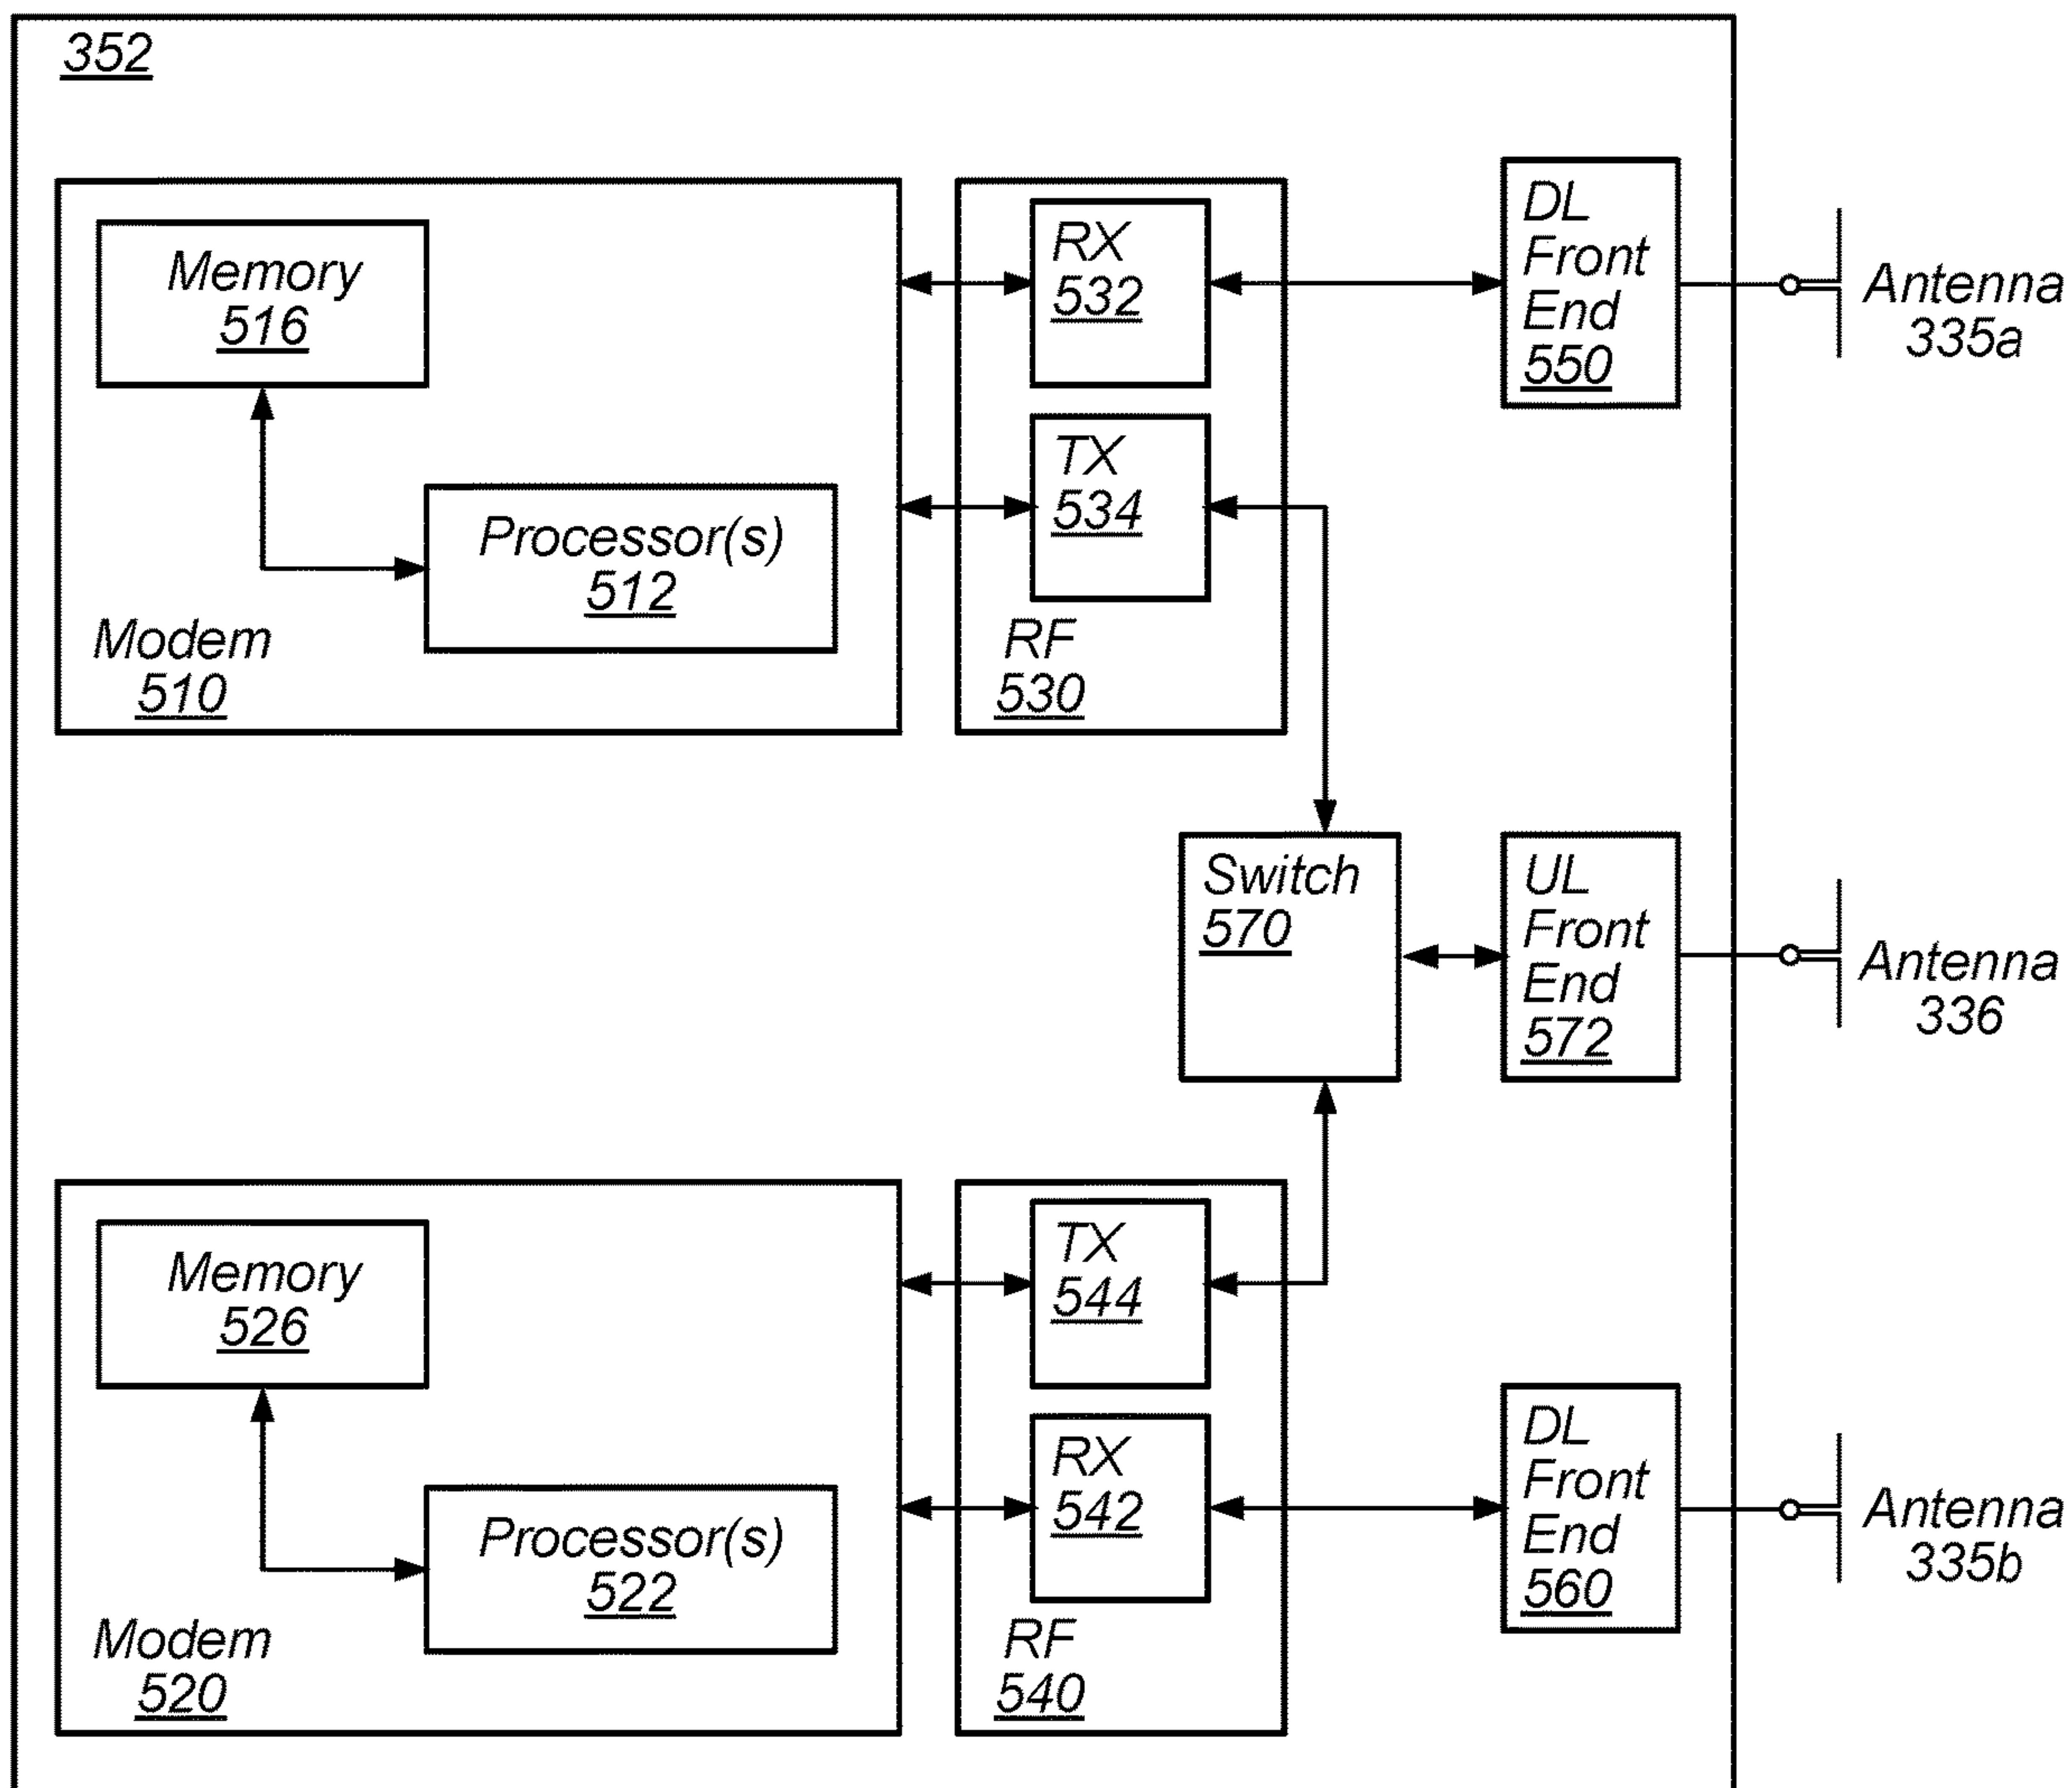 352
Memory
516
Processor(s)
512
Modem
510
RX
532
TX
534
RF
530
DL
Front
End
550
Antenna
335a
Switch
570
UL
Front
End
572
Antenna
336
Memory
526
Processor(s)
522
Modem
520
TX
544
RX
542
RF
540
DL
Front
End
560
Antenna
335b